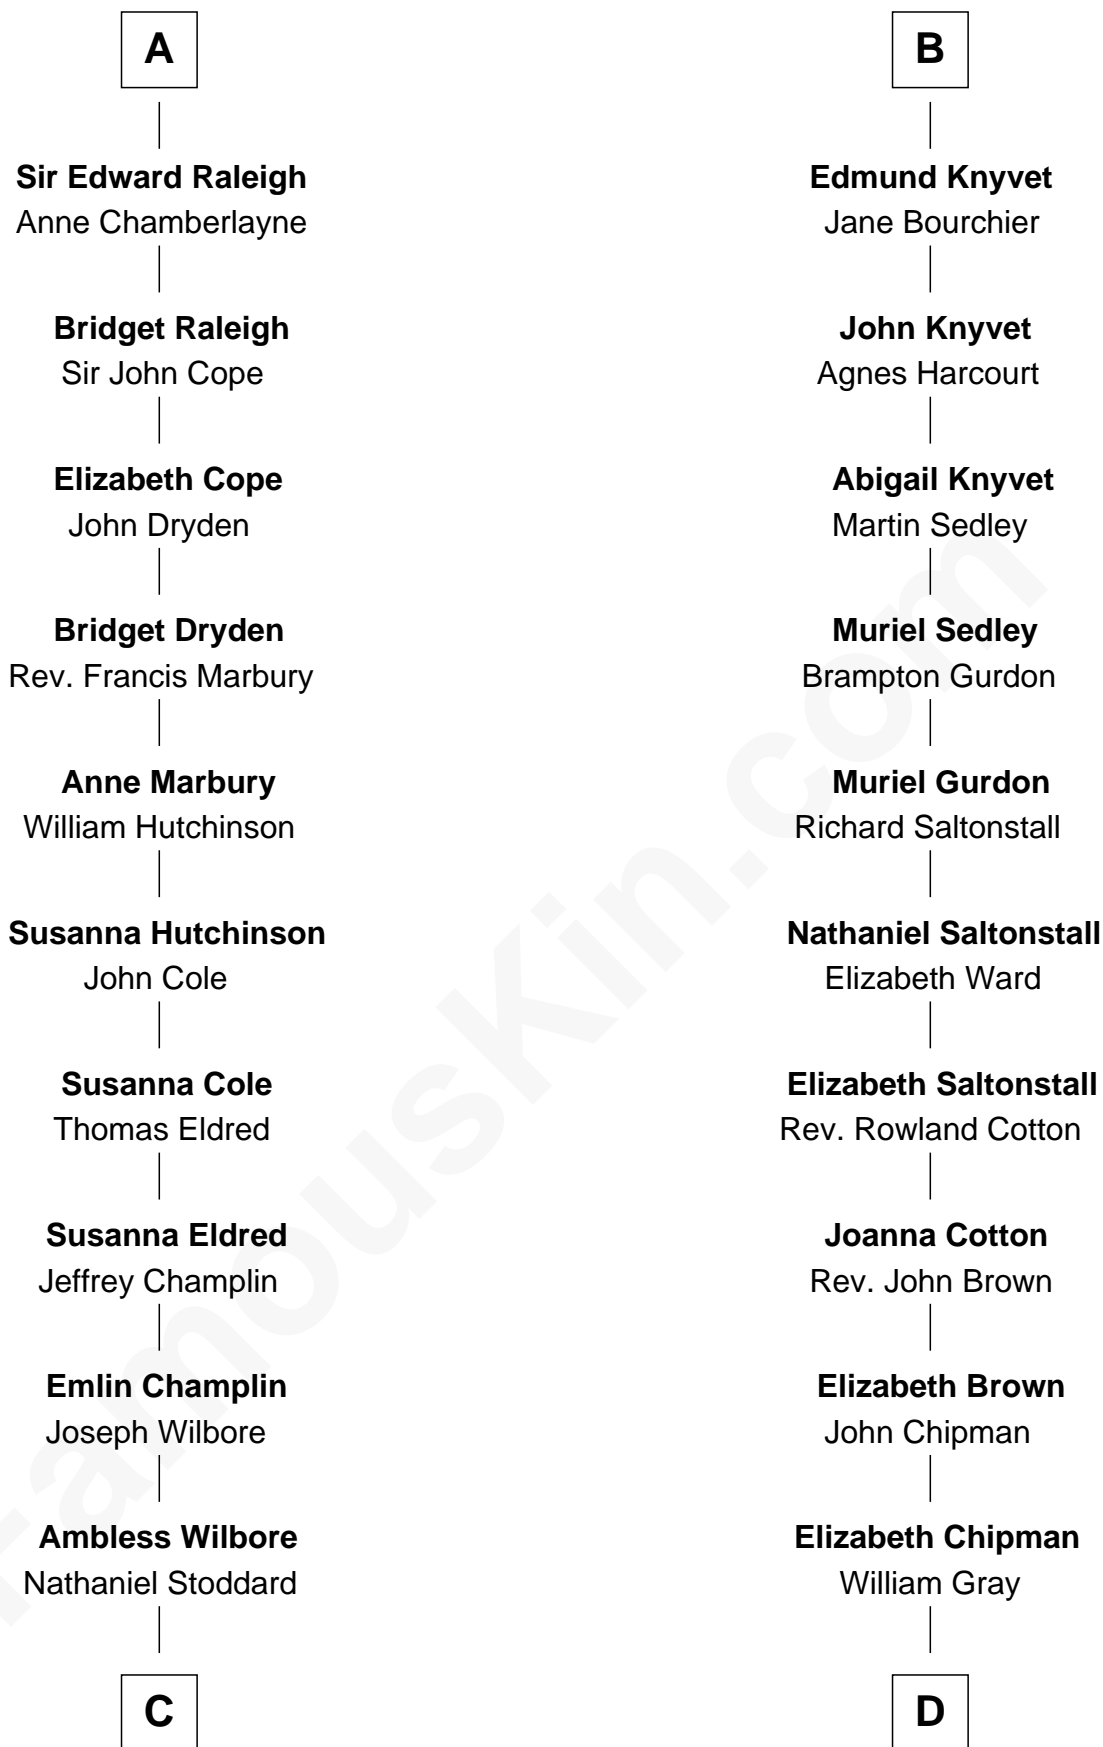 A
Sir Edward Raleigh
Anne Chamberlayne
Bridget Raleigh
Sir John Cope
Elizabeth Cope
John Dryden
Bridget Dryden
Rev. Francis Marbury
Anne Marbury
William Hutchinson
Susanna Hutchinson
John Cole
Susanna Cole
Thomas Eldred
Susanna Eldred
Jeffrey Champlin
Emlin Champlin
Joseph Wilbore
Ambless Wilbore
Nathaniel Stoddard
C
B
Edmund Knyvet
Jane Bourchier
John Knyvet
Agnes Harcourt
Abigail Knyvet
Martin Sedley
Muriel Sedley
Brampton Gurdon
Muriel Gurdon
Richard Saltonstall
Nathaniel Saltonstall
Elizabeth Ward
Elizabeth Saltonstall
Rev. Rowland Cotton
Joanna Cotton
Rev. John Brown
Elizabeth Brown
John Chipman
Elizabeth Chipman
William Gray
D
FamousKin.com